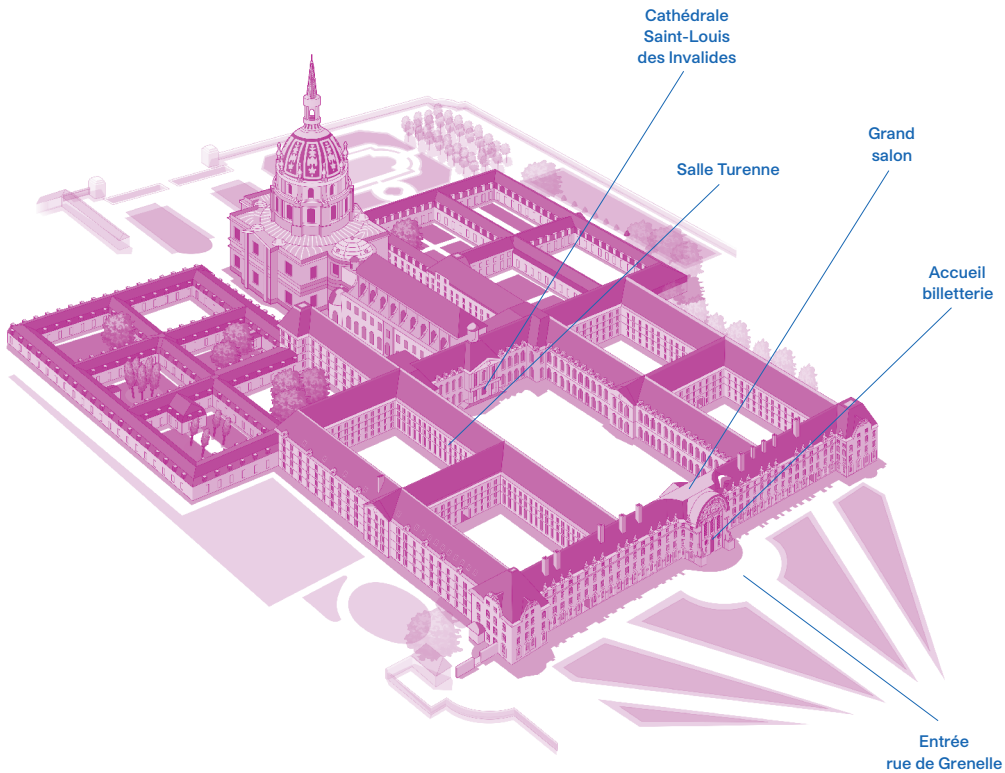 Cathédrale
Saint-Louis
des Invalides
Grand
salon
Salle Turenne
Accueil
billetterie
Entrée
rue de Grenelle